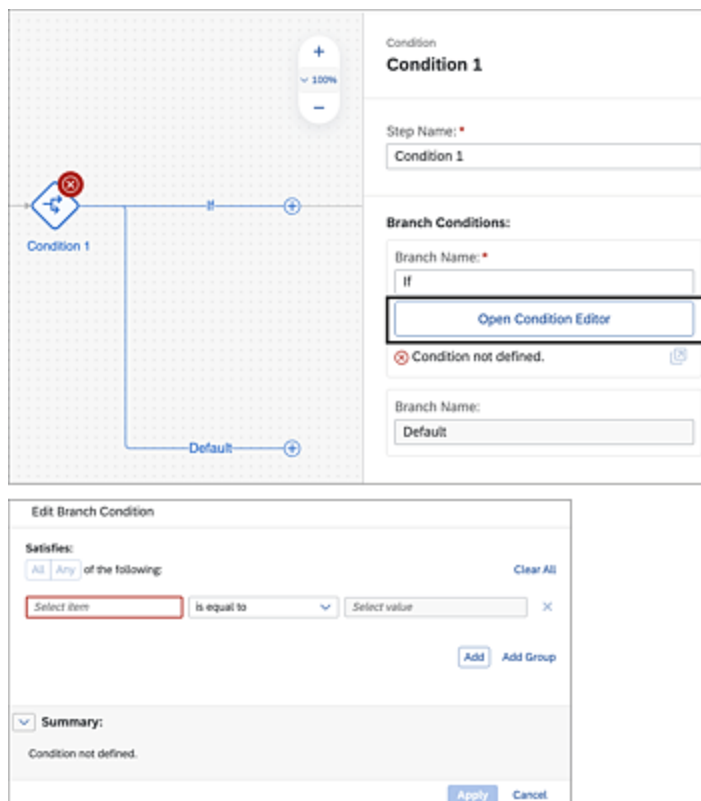 Condition
Condition 1
100%
Step Name: *
Condition 1
If
Condition 1
Branch Conditions:
Branch Name: *
If
Open Condition Editor
Condition not defined.
Branch Name:
Default
Default
Edit Branch Condition
Satisfies:
All Any of the following:
Clear All
Select item is equal to Select value
Add Add Group
Summary:
Condition not defined.
Apply Cancel